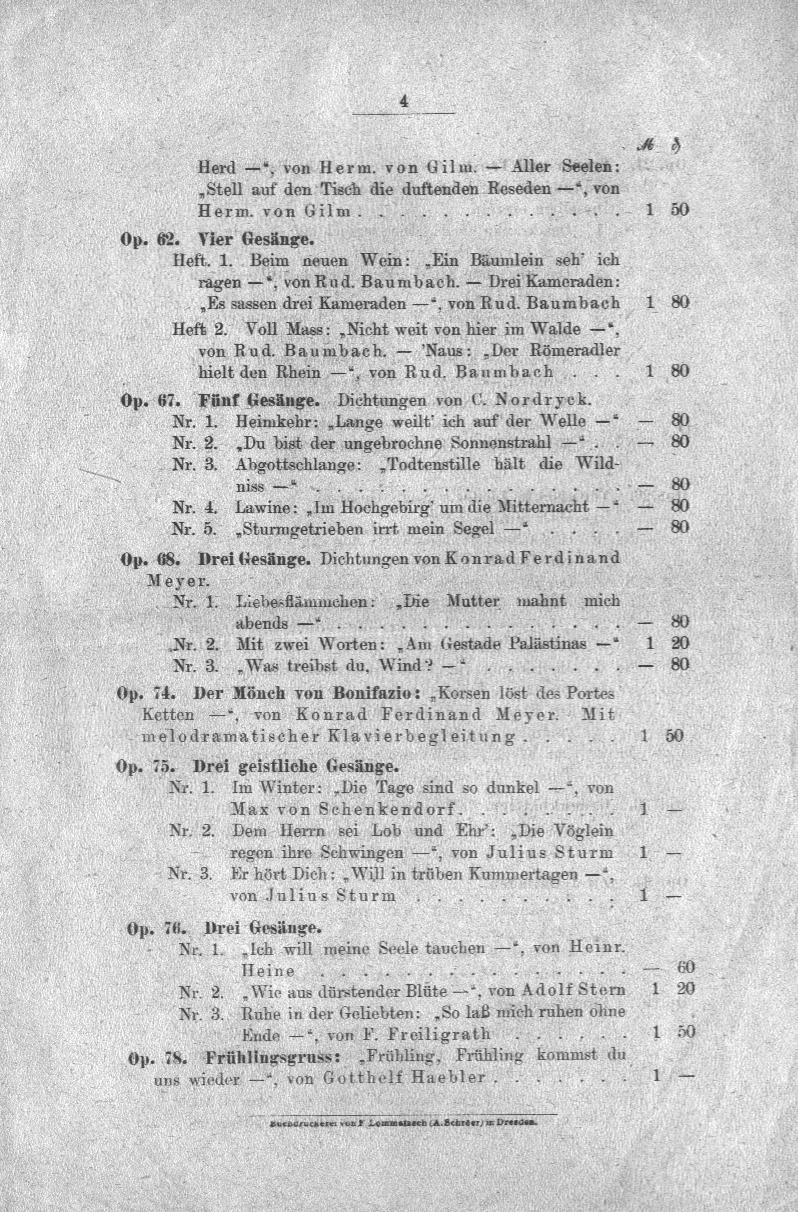 4
ℳ ₰
Herd —“, von Herm. von Gilm. — Aller Seelen:
„Stell auf den Tisch die duftenden Reseden —“, von
Herm. von Gilm . . . . . . . . . . . . . 1 50
Op. 62. Vier Gesänge.
Heft. 1. Beim neuen Wein: „Ein Bäumlein seh’ ich
ragen —“, von Rud. Baumbach. — Drei Kameraden:
„Es sassen drei Kameraden —“, von Rud. Baumbach 1 80
Heft 2. Voll Mass: „Nicht weit von hier im Walde —“,
von Rud. Baumbach. — ’Naus: „Der Römeradler
hielt den Rhein —“, von Rud. Baumbach . . . 1 80
Op. 67. Fünf Gesänge. Dichtungen von C. Nordryck.
Nr. 1. Heimkehr: „Lange weilt’ ich auf der Welle —“ — 80
Nr. 2. „Du bist der ungebrochne Sonnenstrahl —“ . . — 80
Nr. 3. Abgottschlange: „Todtenstille hält die Wild-
niss —“ . . . . . . . . . . . . . . . — 80
Nr. 4. Lawine: „Im Hochgebirg’ um die Mitternacht —“ — 80
Nr. 5. „Sturmgetrieben irrt mein Segel —“ . . . . — 80
Op. 68. Drei Gesänge. Dichtungen von Konrad Ferdinand
Meyer.
Nr. 1. Liebesflämmchen: „Die Mutter mahnt mich
abends —“ . . . . . . . . . . . . . . — 80
Nr. 2. Mit zwei Worten: „Am Gestade Palästinas —“ 1 20
Nr. 3. „Was treibst du, Wind? —“ . . . . . . . — 80
Op. 74. Der Mönch von Bonifazio: „Korsen löst des Portes
Ketten —“, von Konrad Ferdinand Meyer. Mit
melodramatischer Klavierbegleitung . . . . . 1 50
Op. 75. Drei geistliche Gesänge.
Nr. 1. Im Winter: „Die Tage sind so dunkel —“, von
Max von Schenkendorf . . . . . . . . 1 —
Nr. 2. Dem Herrn sei Lob und Ehr’: „Die Vöglein
regen ihre Schwingen —“, von Julius Sturm 1 —
Nr. 3. Er hört Dich: „Will in trüben Kummertagen —“,
von Julius Sturm . . . . . . . . . . 1 —
Op. 76. Drei Gesänge.
Nr. 1. „Ich will meine Seele tauchen —“, von Heinr.
Heine . . . . . . . . . . . . . . . — 60
Nr. 2. „Wie aus dürstender Blüte —“, von Adolf Stern 1 20
Nr. 3. Ruhe in der Geliebten: „So laß mich ruhen ohne
Ende —“, von F. Freiligrath . . . . . . 1 50
Op. 78. Frühlingsgruss: „Frühling, Frühling kommst du
uns wieder —“, von Gotthelf Haebler . . . . . . . 1 —
Buchdruckerei von F. Lommatzsch (A. Schröer) in Dresden.